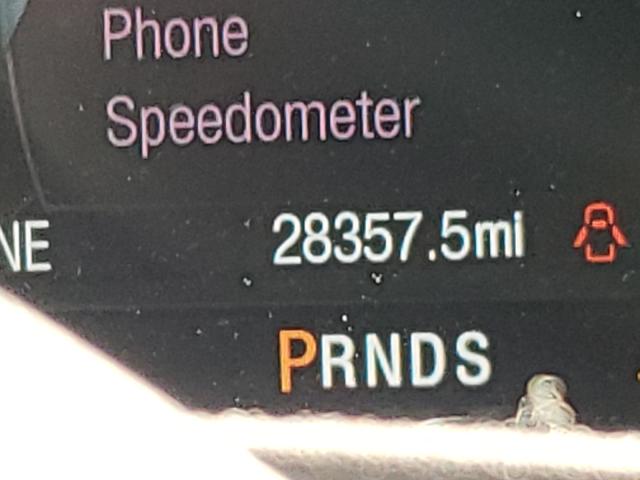 Phone
Speedometer
NE 28357.5mi
PRNDS